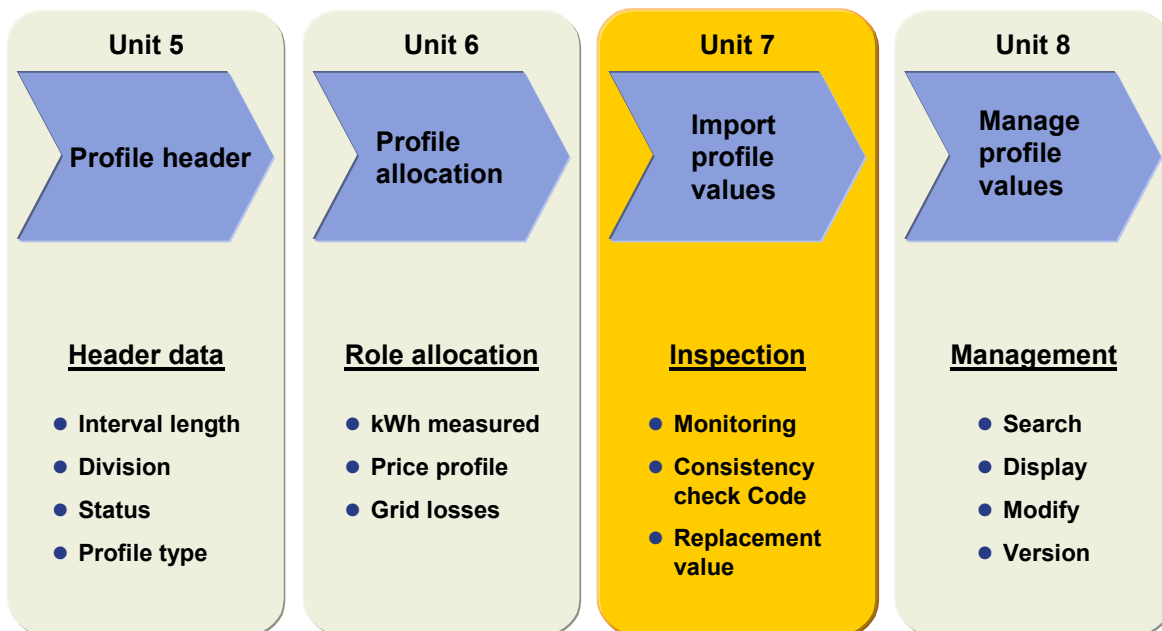 Unit 5
Profile header
Header data
Interval length
Division
Status
Profile type
Unit 6
Profile
allocation
Role allocation
kWh measured
Price profile
Grid losses
Unit 7
Import
profile
values
Inspection
Monitoring
Consistency
check Code
Replacement
value
Unit 8
Manage
profile
values
Management
Search
Display
Modify
Version